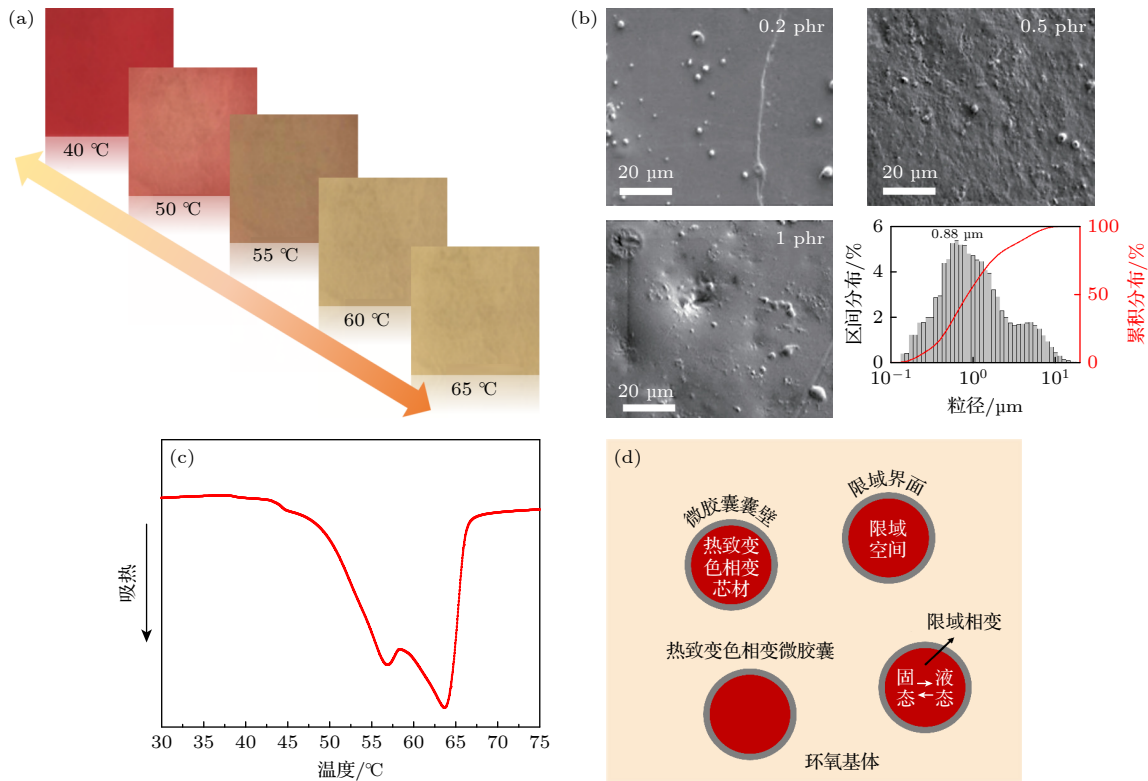 (a)
40 ℃
50 ℃
55 ℃
60 ℃
65 ℃
(b)
0.2 phr
20 µm
0.5 phr
20 µm
1 phr
20 µm
0.88 µm
6
4
2
0
区间分布/%
100
50
0
累积分布/%
10⁻¹
10⁰
10¹
粒径/µm
(c)
吸热
30
35
40
45
50
55
60
65
70
75
温度/℃
(d)
微胶囊囊壁
热致变
色相变
芯材
限域界面
限域
空间
热致变色相变微胶囊
限域相变
固
态
液
态
环氧基体